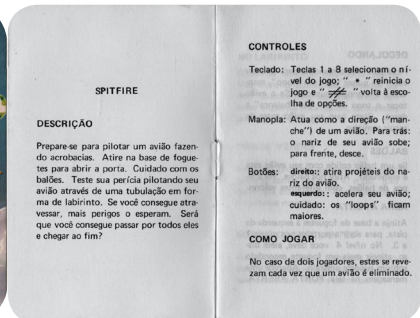 SPITFIRE
DESCRIÇÃO
Prepare-se para pilotar um avião fazen-
do acrobacias. Atire na base de fogue-
tes para abrir a porta. Cuidado com os
balões. Teste sua perícia pilotando seu
avião através de uma tubulação em for-
ma de labirinto. Se você consegue atra-
vessar, mais perigos o esperam. Será
que você consegue passar por todos eles
e chegar ao fim?
CONTROLES
Teclado: Teclas 1 a 8 selecionam o ní-
vel do jogo; " * " reinicia o
jogo e " # " volta à esco-
lha de opções.
Manopla: Atua como a direção ("man-
che") de um avião. Para trás:
o nariz de seu avião sobe;
para frente, desce.
Botões: direito:: atire projéteis do na-
riz do avião.
esquerdo:: acelera seu avião;
cuidado: os "loops" ficam
maiores.
COMO JOGAR
No caso de dois jogadores, estes se reve-
zam cada vez que um avião é eliminado.